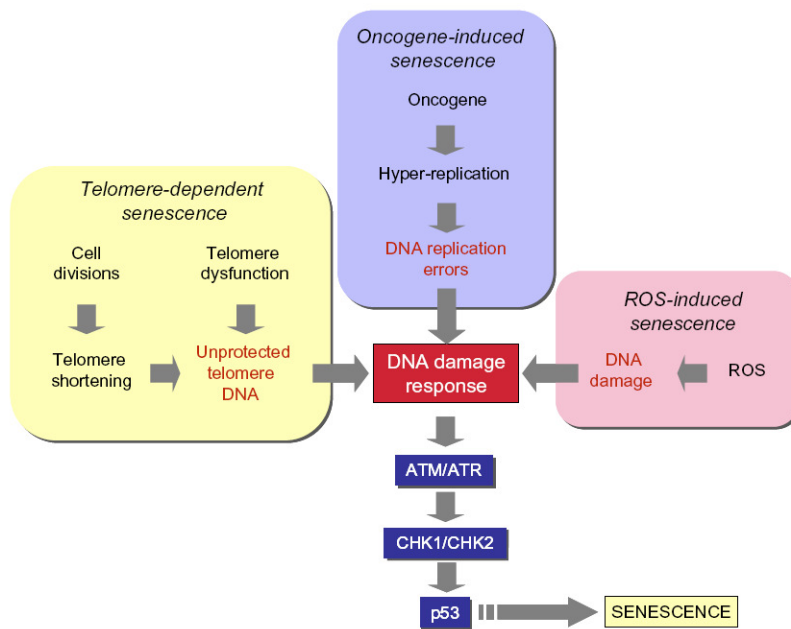 Oncogene-induced
senescence
Oncogene
Hyper-replication
DNA replication
errors
Telomere-dependent
senescence
Cell
divisions
Telomere
dysfunction
Telomere
shortening
Unprotected
telomere
DNA
ROS-induced
senescence
DNA
damage
ROS
DNA damage
response
ATM/ATR
CHK1/CHK2
p53
SENESCENCE